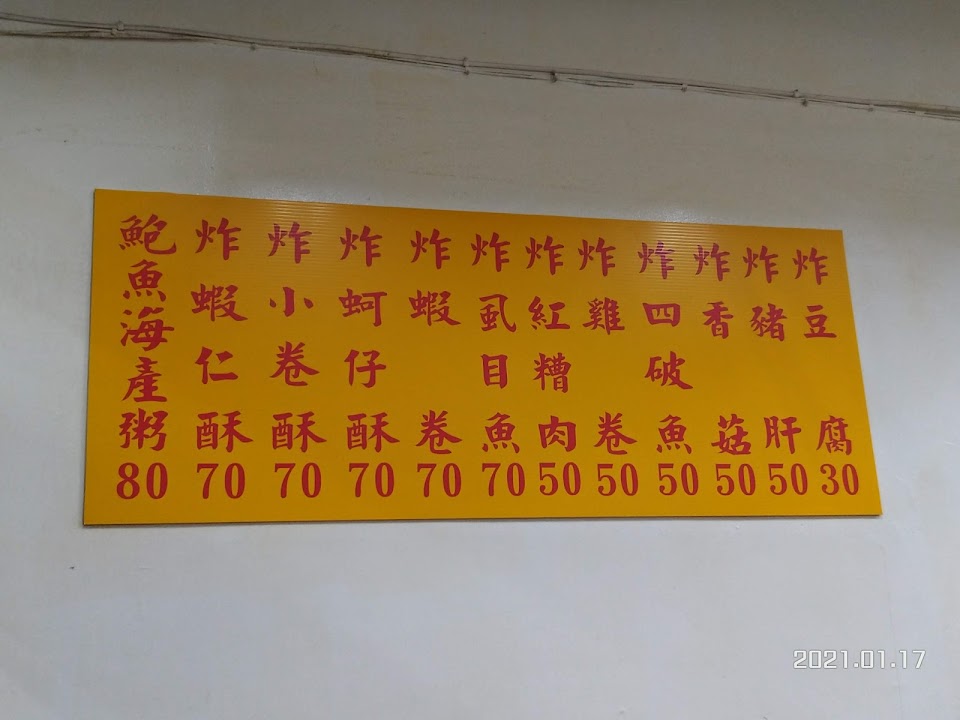 鮑魚海產粥80
炸蝦仁酥70
炸小卷酥70
炸蚵仔酥70
炸蝦卷70
炸虱目魚70
炸紅糟肉50
炸雞卷50
炸四破魚50
炸香菇50
炸豬肝50
炸豆腐30
2021.01.17